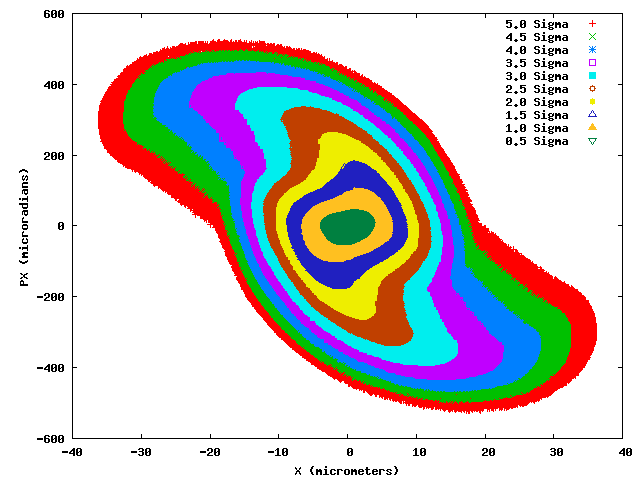 600
400
200
0
-200
-400
-600
PX (microradians)
5.0 Sigma
4.5 Sigma
4.0 Sigma
3.5 Sigma
3.0 Sigma
2.5 Sigma
2.0 Sigma
1.5 Sigma
1.0 Sigma
0.5 Sigma
-40 -30 -20 -10 0 10 20 30 40
X (micrometers)